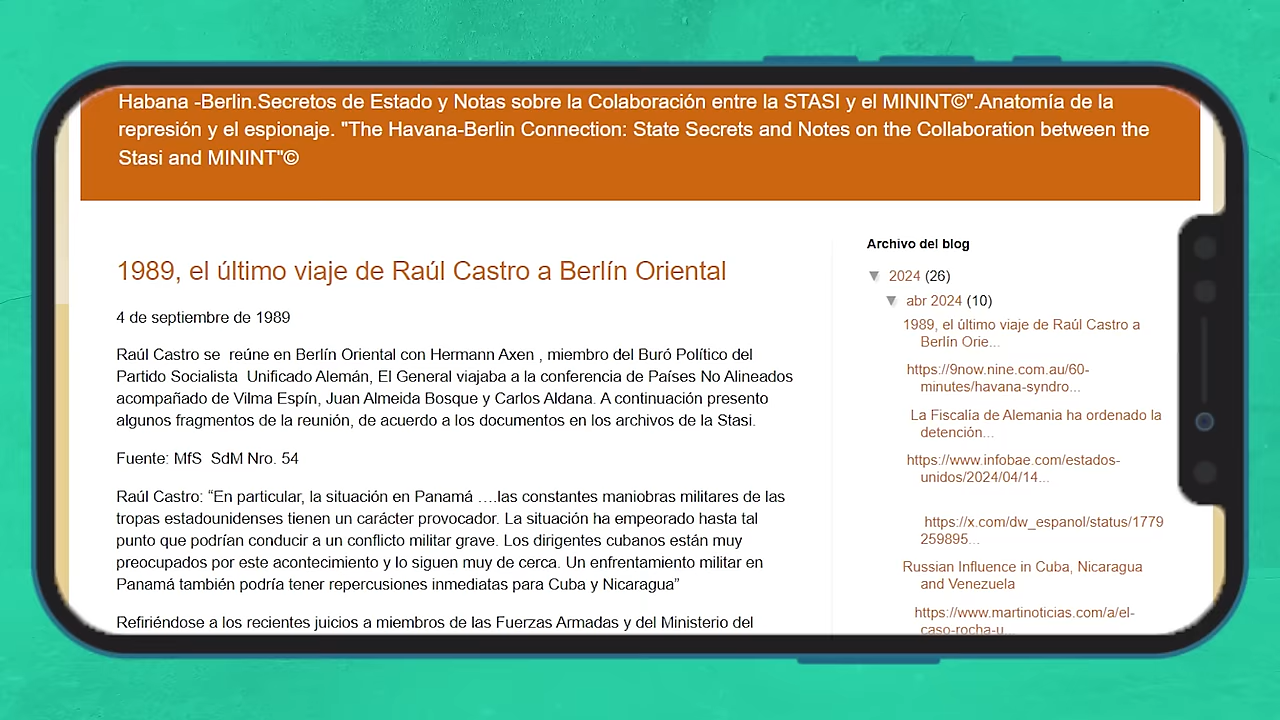 Habana -Berlin.Secretos de Estado y Notas sobre la Colaboración entre la STASI y el MININT©".Anatomía de la
represión y el espionaje. "The Havana-Berlin Connection: State Secrets and Notes on the Collaboration between the
Stasi and MININT"©
1989, el último viaje de Raúl Castro a Berlín Oriental
4 de septiembre de 1989
Raúl Castro se  reúne en Berlín Oriental con Hermann Axen , miembro del Buró Político del
Partido Socialista  Unificado Alemán, El General viajaba a la conferencia de Países No Alineados
acompañado de Vilma Espín, Juan Almeida Bosque y Carlos Aldana. A continuación presento
algunos fragmentos de la reunión, de acuerdo a los documentos en los archivos de la Stasi.
Fuente: MfS  SdM Nro. 54
Raúl Castro: “En particular, la situación en Panamá ….las constantes maniobras militares de las
tropas estadounidenses tienen un carácter provocador. La situación ha empeorado hasta tal
punto que podrían conducir a un conflicto militar grave. Los dirigentes cubanos están muy
preocupados por este acontecimiento y lo siguen muy de cerca. Un enfrentamiento militar en
Panamá también podría tener repercusiones inmediatas para Cuba y Nicaragua”
Refiriéndose a los recientes juicios a miembros de las Fuerzas Armadas y del Ministerio del
Archivo del blog
▼ 2024 (26)
▼ abr 2024 (10)
1989, el último viaje de Raúl Castro a
Berlín Orie...
https://9now.nine.com.au/60-
minutes/havana-syndro...
La Fiscalía de Alemania ha ordenado la
detención...
https://www.infobae.com/estados-
unidos/2024/04/14...
https://x.com/dw_espanol/status/1779
259895...
Russian Influence in Cuba, Nicaragua
and Venezuela
https://www.martinoticias.com/a/el-
caso-rocha-u...